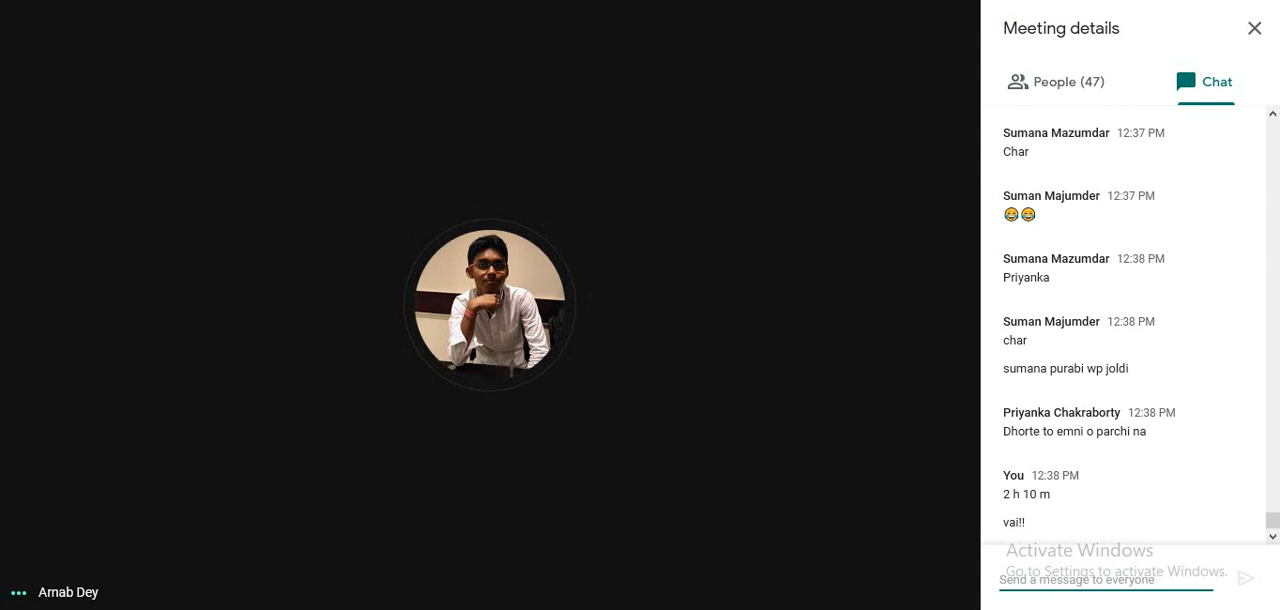 Meeting details
People (47)
Chat
Sumana Mazumdar 12:37 PM
Char
Suman Majumder 12:37 PM
😂😂
Sumana Mazumdar 12:38 PM
Priyanka
Suman Majumder 12:38 PM
char
sumana purabi wp joldi
Priyanka Chakraborty 12:38 PM
Dhorte to emni o parchi na
You 12:38 PM
2 h 10 m
vai!!
Activate Windows
Go to Settings to activate Windows.
Send a message to everyone
Arnab Dey